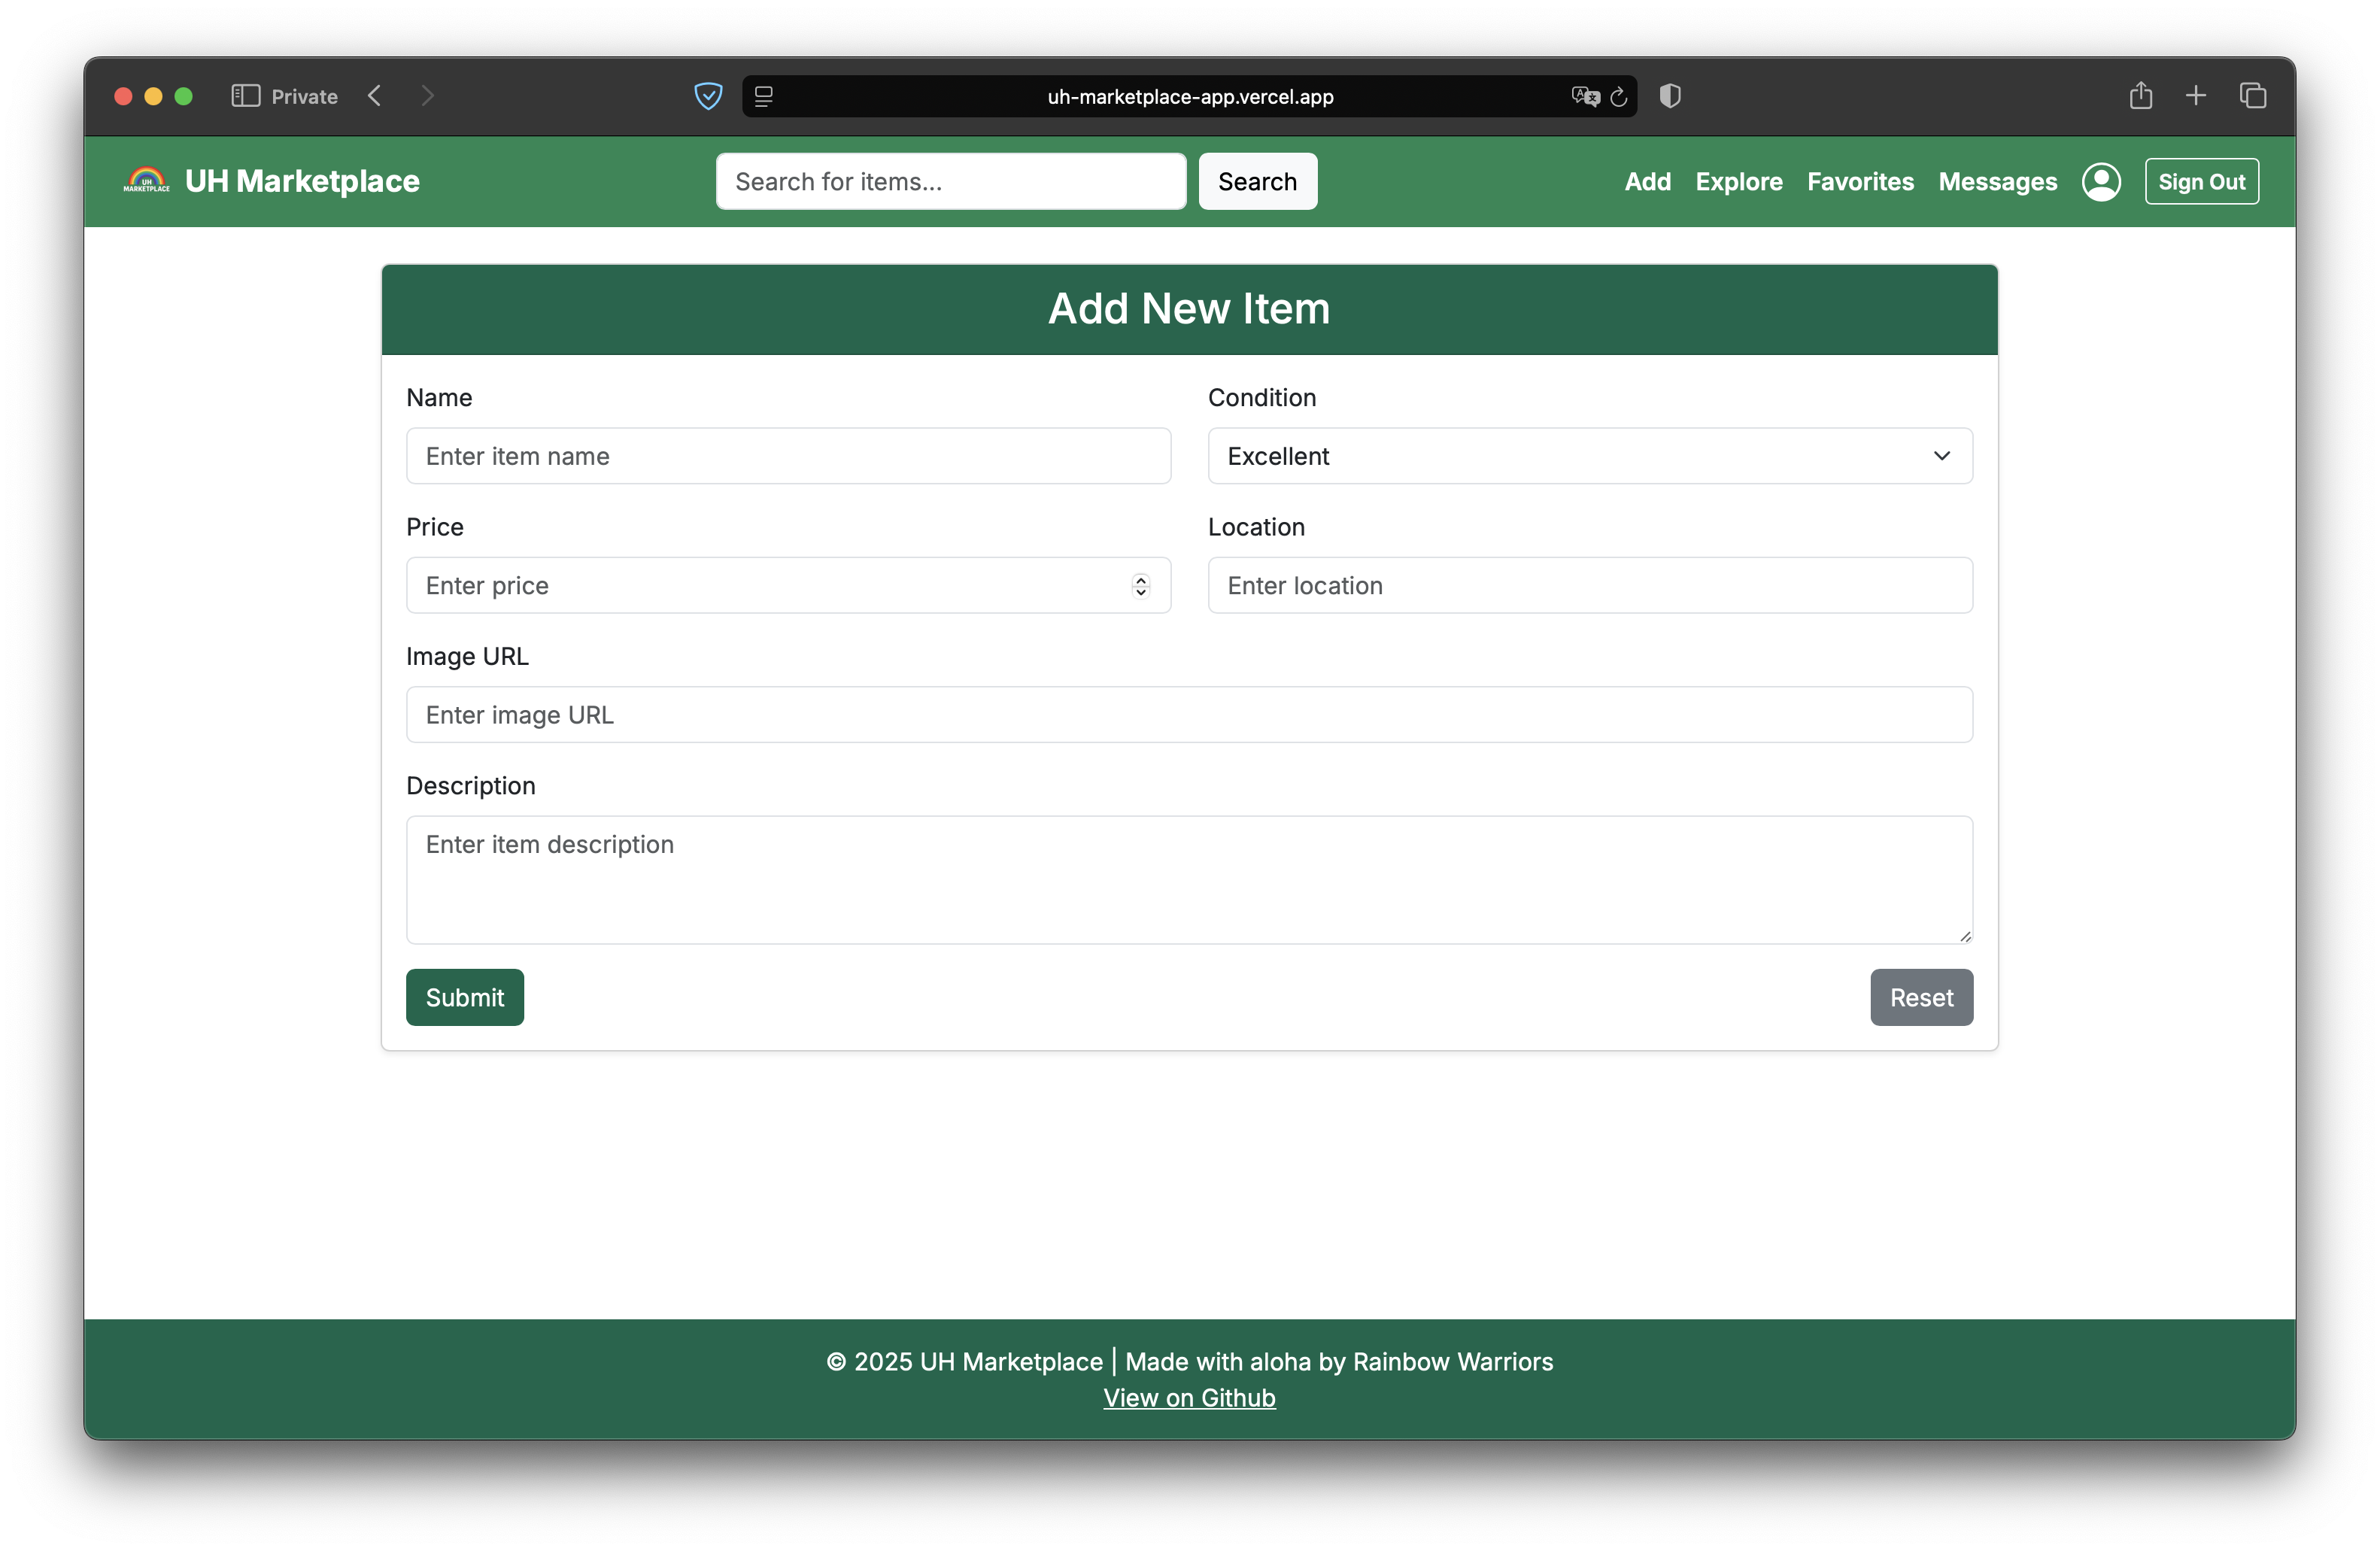 Private
uh-marketplace-app.vercel.app
UH
MARKETPLACE
UH Marketplace
Search for items...
Search
Add
Explore
Favorites
Messages
Sign Out
Add New Item
Name
Condition
Enter item name
Excellent
Price
Location
Enter price
Enter location
Image URL
Enter image URL
Description
Enter item description
Submit
Reset
© 2025 UH Marketplace | Made with aloha by Rainbow Warriors
View on Github